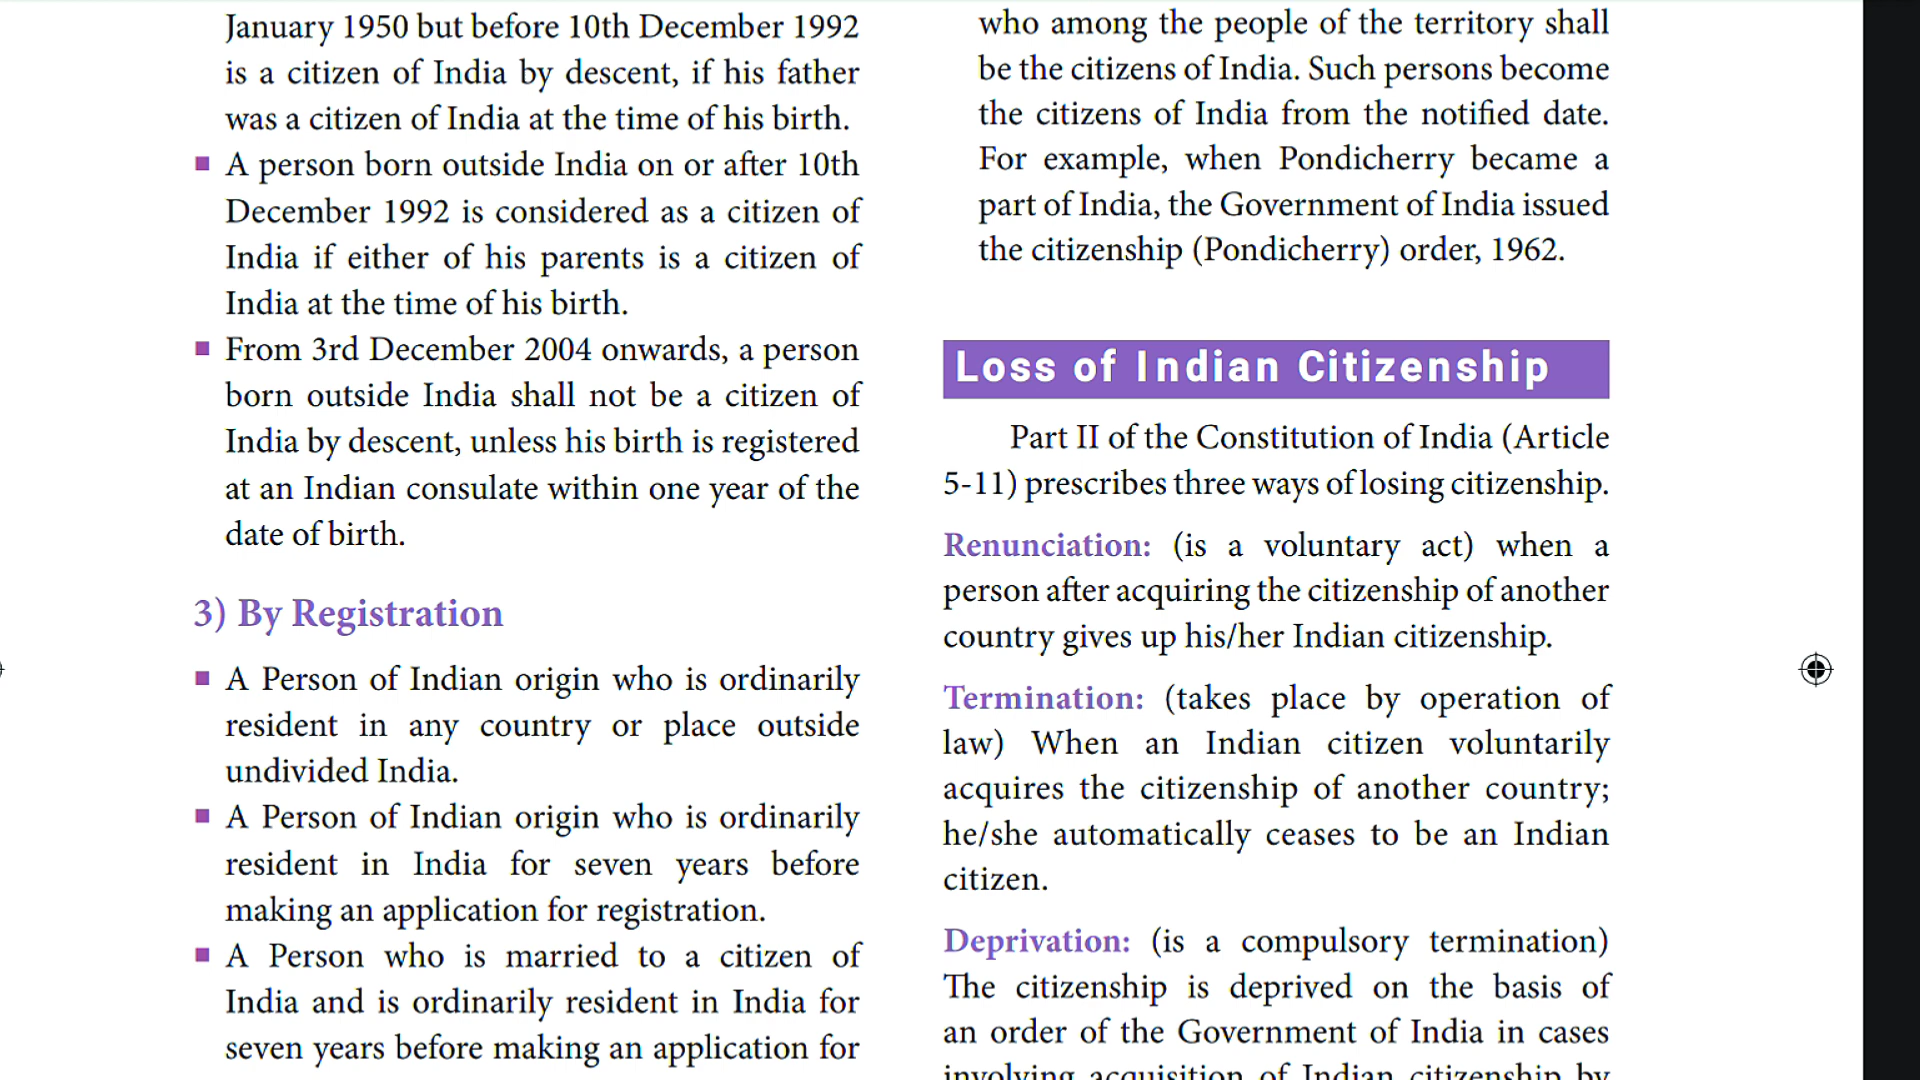 January 1950 but before 10th December 1992
is a citizen of India by descent, if his father
was a citizen of India at the time of his birth.
A person born outside India on or after 10th
December 1992 is considered as a citizen of
India if either of his parents is a citizen of
India at the time of his birth.
From 3rd December 2004 onwards, a person
born outside India shall not be a citizen of
India by descent, unless his birth is registered
at an Indian consulate within one year of the
date of birth.
3) By Registration
A Person of Indian origin who is ordinarily
resident in any country or place outside
undivided India.
A Person of Indian origin who is ordinarily
resident in India for seven years before
making an application for registration.
A Person who is married to a citizen of
India and is ordinarily resident in India for
seven years before making an application for
who among the people of the territory shall
be the citizens of India. Such persons become
the citizens of India from the notified date.
For example, when Pondicherry became a
part of India, the Government of India issued
the citizenship (Pondicherry) order, 1962.
Loss of Indian Citizenship
Part II of the Constitution of India (Article
5-11) prescribes three ways of losing citizenship.
Renunciation: (is a voluntary act) when a
person after acquiring the citizenship of another
country gives up his/her Indian citizenship.
Termination: (takes place by operation of
law) When an Indian citizen voluntarily
acquires the citizenship of another country;
he/she automatically ceases to be an Indian
citizen.
Deprivation: (is a compulsory termination)
The citizenship is deprived on the basis of
an order of the Government of India in cases
involving acquisition of Indian citizenship by